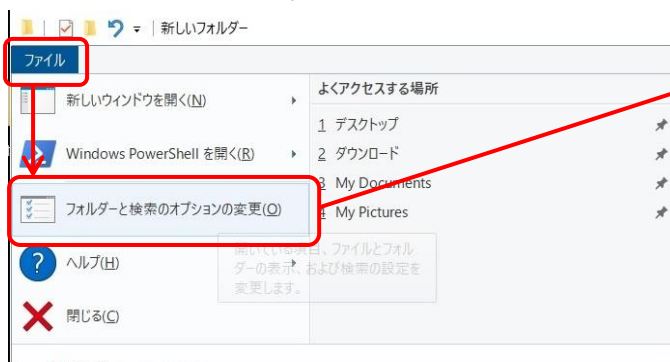 新しいフォルダー
ファイル
新しいウィンドウを開く(N)
Windows PowerShell を開く(R)
フォルダーと検索のオプションの変更(O)
ヘルプ(H)
閉じる(C)
よくアクセスする場所
1 デスクトップ
2 ダウンロード
3 My Documents
4 My Pictures
開いている項目、ファイルとフォル
ダーの表示、および検索の設定を
変更します。